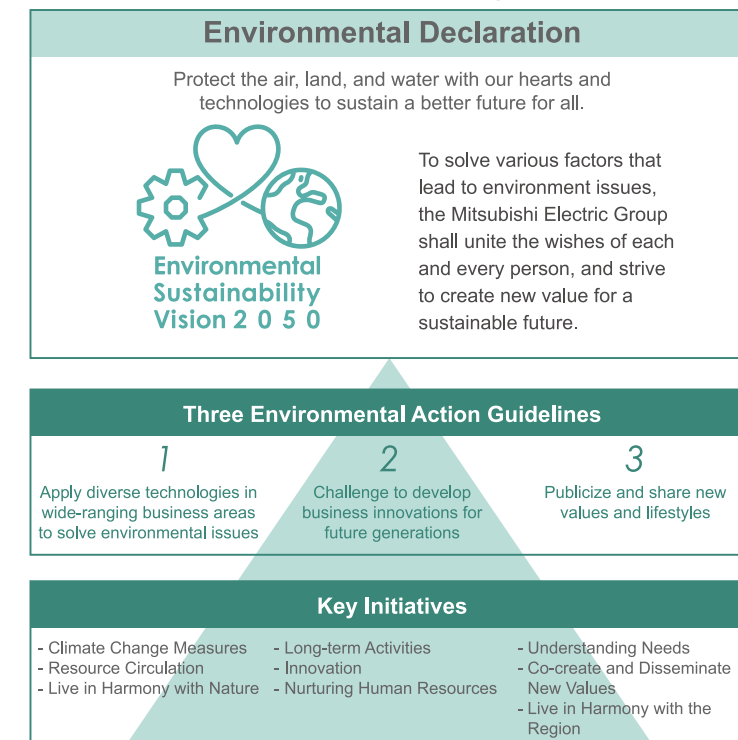 Environmental Declaration
Protect the air, land, and water with our hearts and
technologies to sustain a better future for all.
Environmental
Sustainability
Vision 2 0 5 0
To solve various factors that
lead to environment issues,
the Mitsubishi Electric Group
shall unite the wishes of each
and every person, and strive
to create new value for a
sustainable future.
Three Environmental Action Guidelines
1
Apply diverse technologies in
wide-ranging business areas
to solve environmental issues
2
Challenge to develop
business innovations for
future generations
3
Publicize and share new
values and lifestyles
Key Initiatives
- Climate Change Measures
- Resource Circulation
- Live in Harmony with Nature
- Long-term Activities
- Innovation
- Nurturing Human Resources
- Understanding Needs
- Co-create and Disseminate
New Values
- Live in Harmony with the
Region